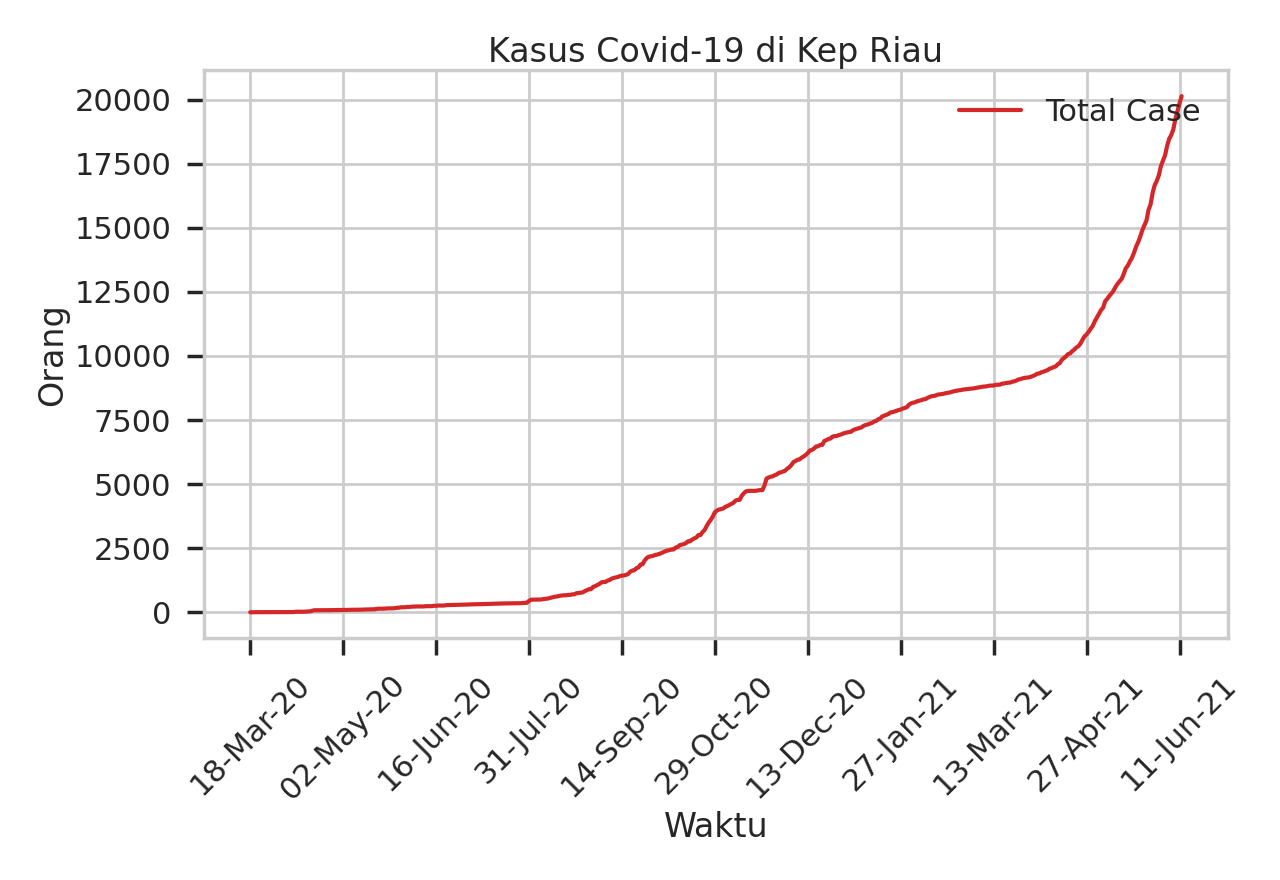 Kasus Covid-19 di Kep Riau
Total Case
Orang
20000
17500
15000
12500
10000
7500
5000
2500
0
18-Mar-20
02-May-20
16-Jun-20
31-Jul-20
14-Sep-20
29-Oct-20
13-Dec-20
27-Jan-21
13-Mar-21
27-Apr-21
11-Jun-21
Waktu